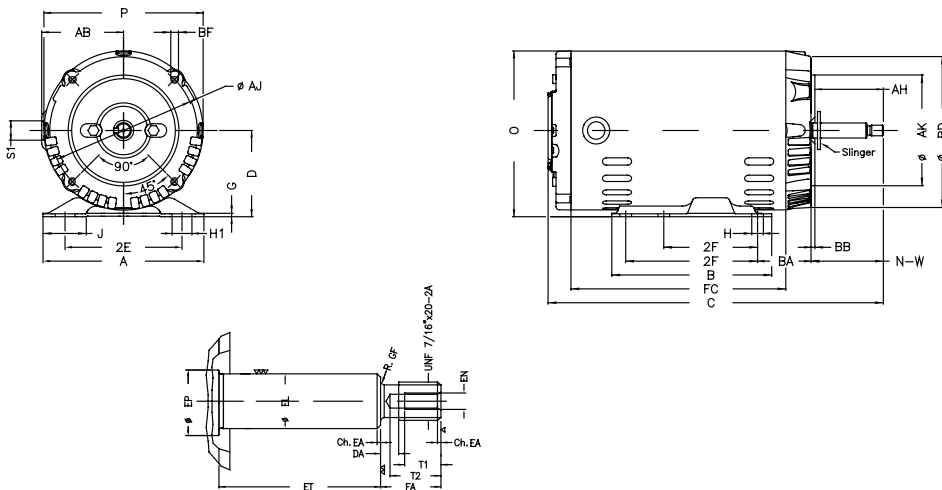 P
AB
BF
ø AJ
S1
90°
45°
G
D
J
H1
2E
A
O
AH
ø AK
ø BD
Slinger
H
2F
BB
2F
BA
N-W
B
FC
C
UNF 7/16"x20-2A
R. GF
EN
ø EP
ø EL
Ch.EA
Ch.EA
DA
T1
T2
ET
FA